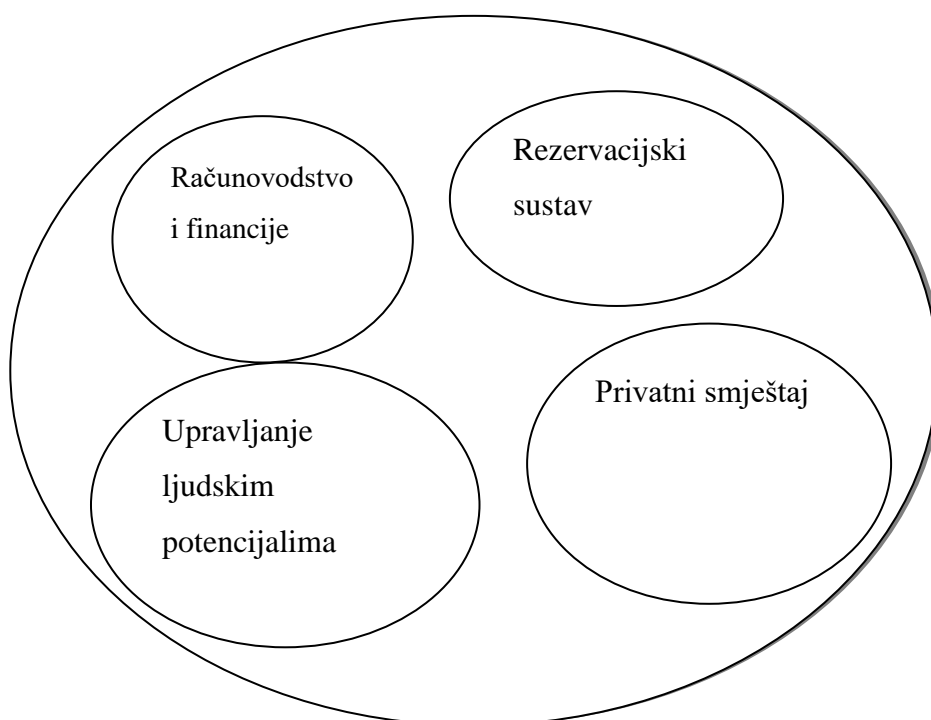 Računovodstvo
i financije
Rezervacijski
sustav
Upravljanje
ljudskim
potencijalima
Privatni smještaj